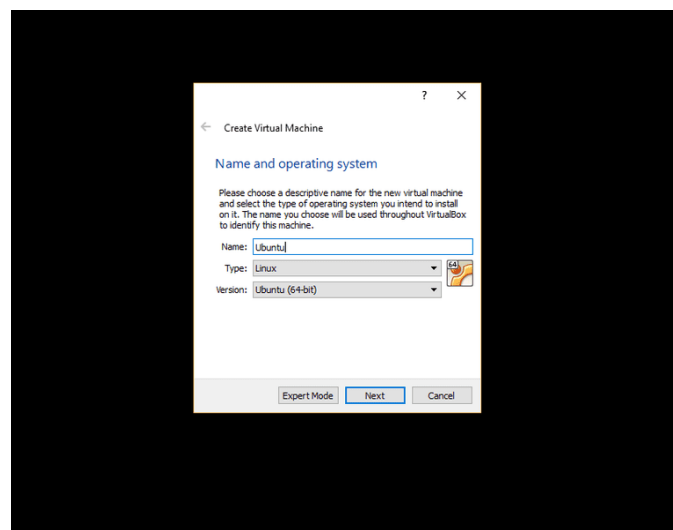 ?
Create Virtual Machine
Name and operating system
Please choose a descriptive name for the new virtual machine
and select the type of operating system you intend to install
on it. The name you choose will be used throughout VirtualBox
to identify this machine.
Name: Ubuntu
Type: Linux
64
Version: Ubuntu (64-bit)
Expert Mode Next Cancel